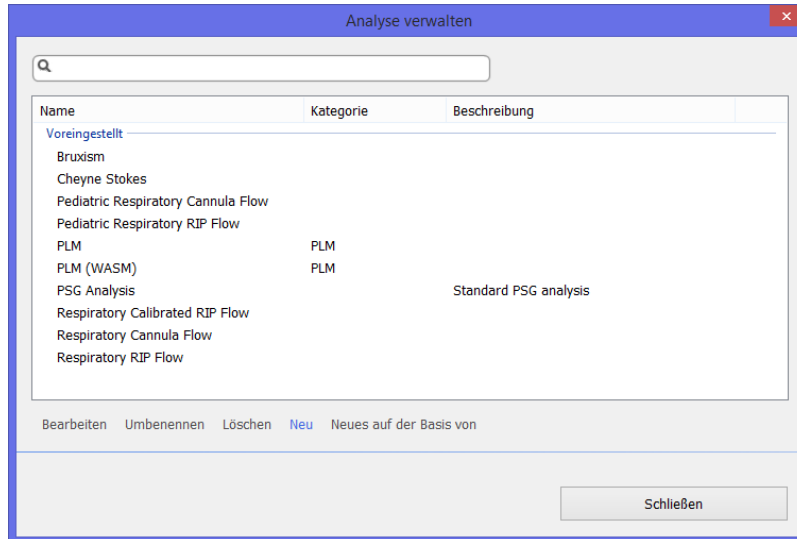 Analyse verwalten
Name Kategorie Beschreibung
Voreingestellt
Bruxism
Cheyne Stokes
Pediatric Respiratory Cannula Flow
Pediatric Respiratory RIP Flow
PLM PLM
PLM (WASM) PLM
PSG Analysis Standard PSG analysis
Respiratory Calibrated RIP Flow
Respiratory Cannula Flow
Respiratory RIP Flow
Bearbeiten Umbenennen Löschen Neu Neues auf der Basis von
Schließen